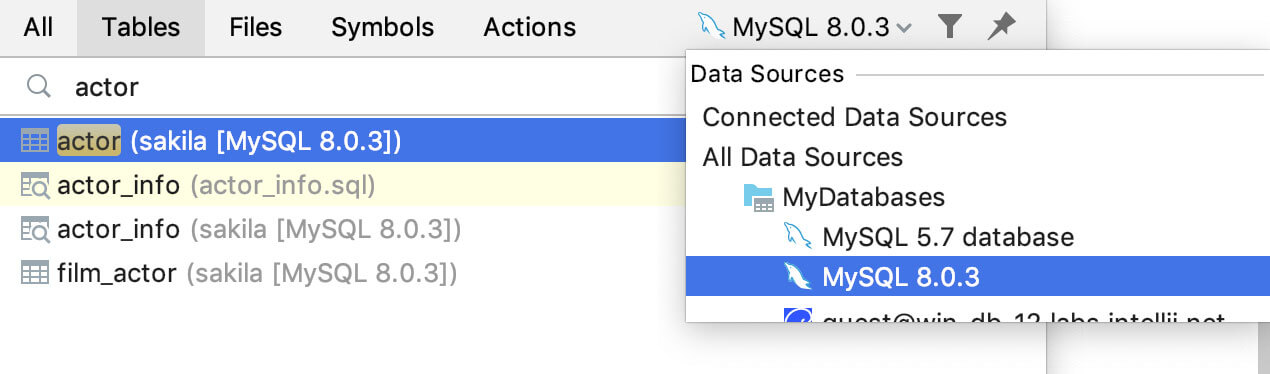 All Tables Files Symbols Actions MySQL 8.0.3
actor
actor (sakila [MySQL 8.0.3])
actor_info (actor_info.sql)
actor_info (sakila [MySQL 8.0.3])
film_actor (sakila [MySQL 8.0.3])
Data Sources
Connected Data Sources
All Data Sources
MyDatabases
MySQL 5.7 database
MySQL 8.0.3